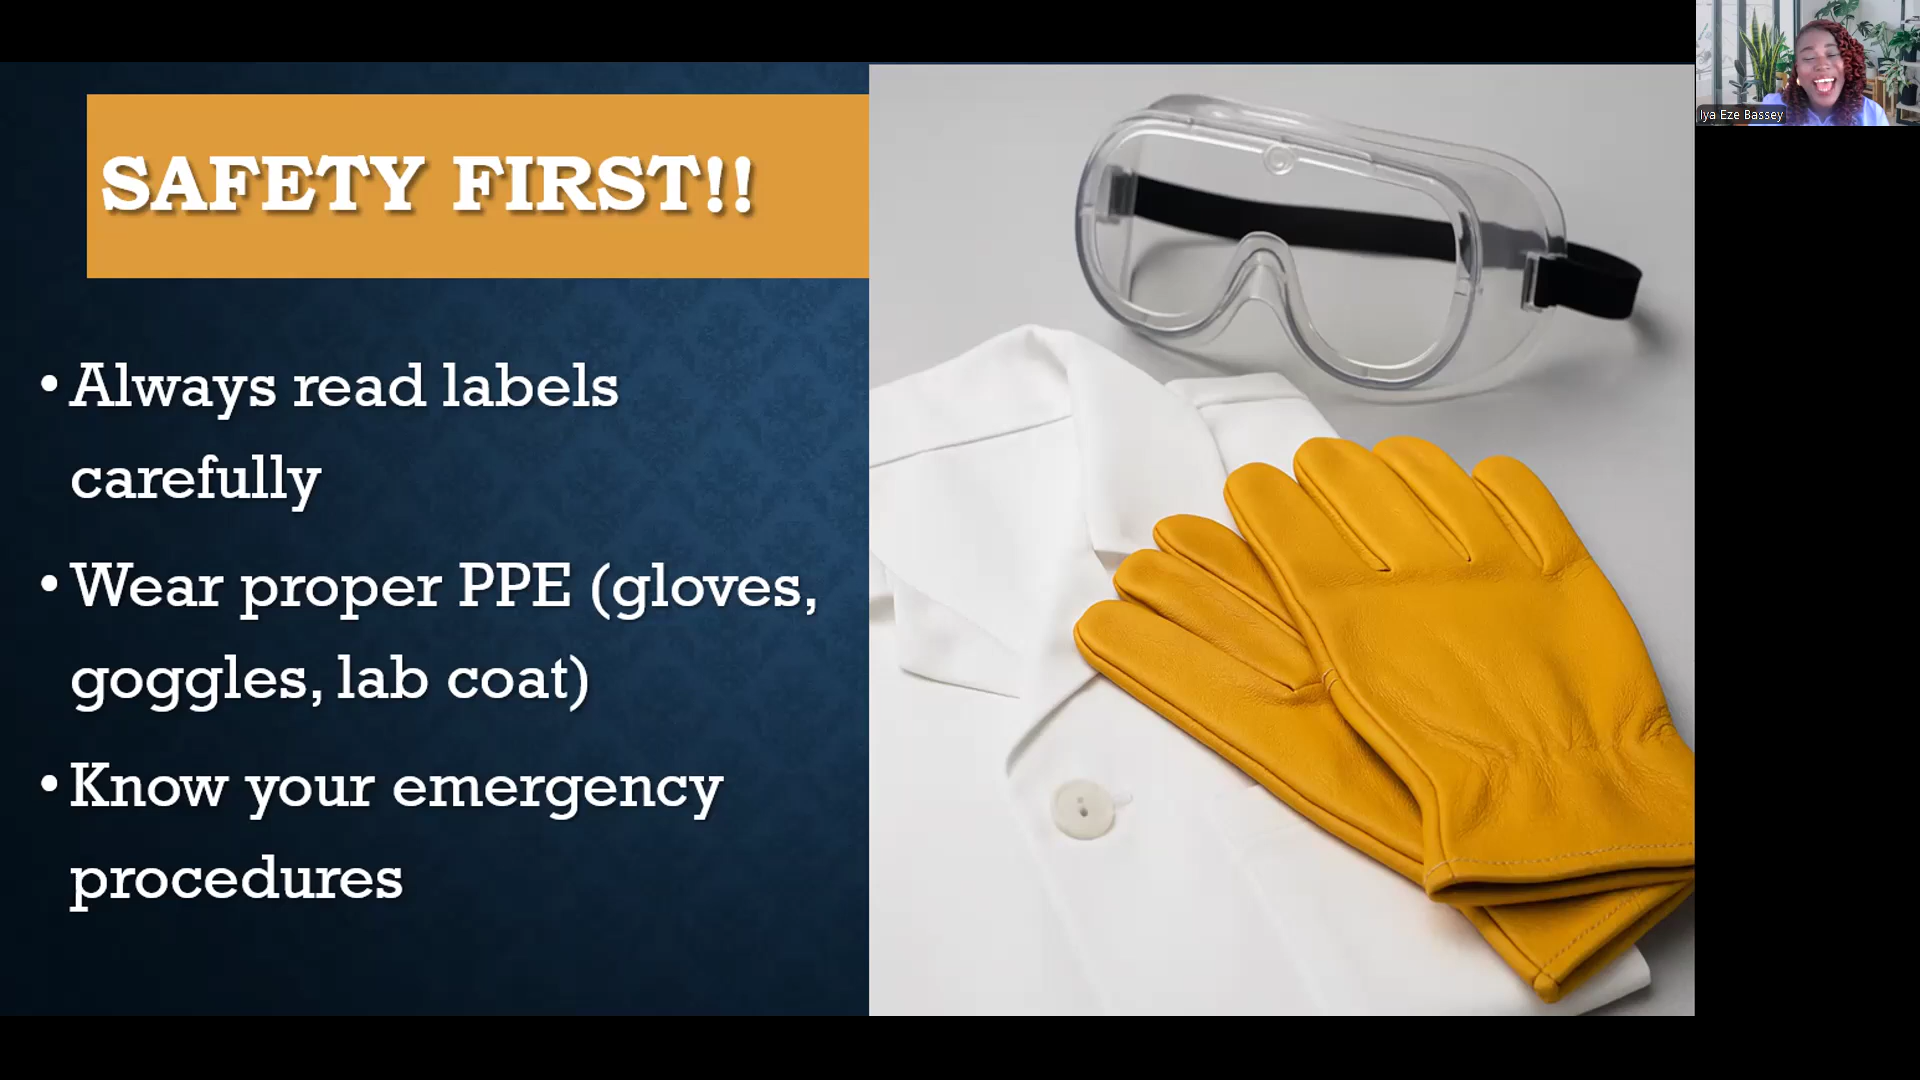 SAFETY FIRST!!
• Always read labels
carefully
• Wear proper PPE (gloves,
goggles, lab coat)
• Know your emergency
procedures
Iya Eze Bassey